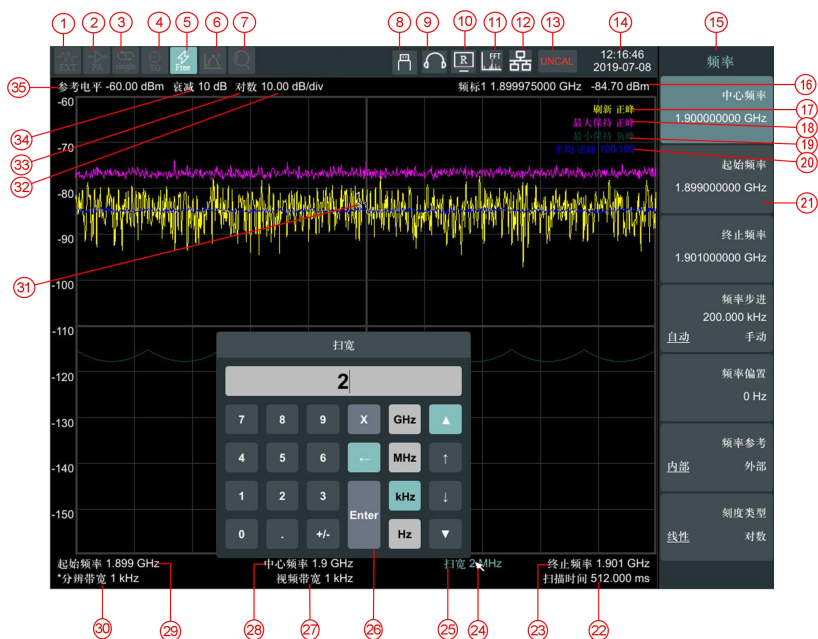 1 2 3 4 5 6 7 8 9 10 11 12 13 14 15
EXT PA Single TG Free R FFT UNCAL 12:16:46 频率
2019-07-08
35 参考电平 -60.00 dBm 衰减 10 dB 对数 10.00 dB/div 频标1 1.899975000 GHz -84.70 dBm 16
-60
刷新 正峰 17
最大保持 正峰 18
最小保持 负峰 19
平均 正峰 100/100 20
34
33
32
-70
-80
-90
31
-100
-110
-120
-130
-140
-150
中心频率
1.900000000 GHz
起始频率
1.899000000 GHz
21
终止频率
1.901000000 GHz
频率步进
200.000 kHz
自动 手动
频率偏置
0 Hz
频率参考
内部 外部
刻度类型
线性 对数
扫宽
2
7 8 9 X GHz ▲
4 5 6 ← MHz ↑
1 2 3 Enter kHz ↓
0 . +/- Hz ▼
起始频率 1.899 GHz 中心频率 1.9 GHz 扫宽 2 MHz 终止频率 1.901 GHz
*分辨带宽 1 kHz 视频带宽 1 kHz 扫描时间 512.000 ms
30 29 28 27 26 25 24 23 22